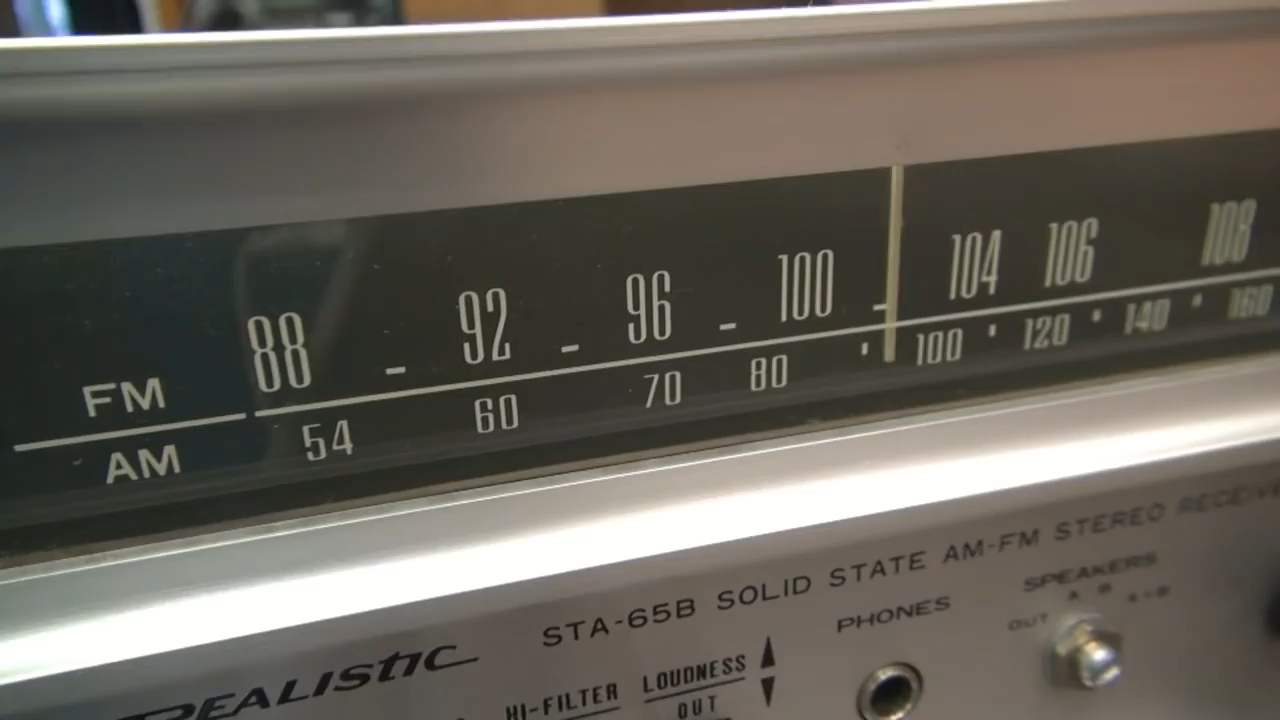 FM 88 - 92 - 96 - 100 - 104 106 108
AM 54 60 70 80 100 120 140 160
REALISTIC
STA-65B SOLID STATE AM-FM STEREO RECEIVE
HI-FILTER
LOUDNESS
OUT
PHONES
SPEAKERS
OUT A B A+B